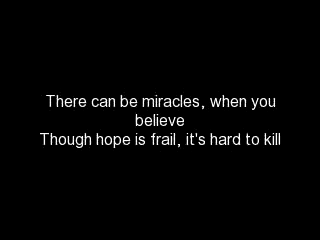 There can be miracles, when you
believe
Though hope is frail, it's hard to kill